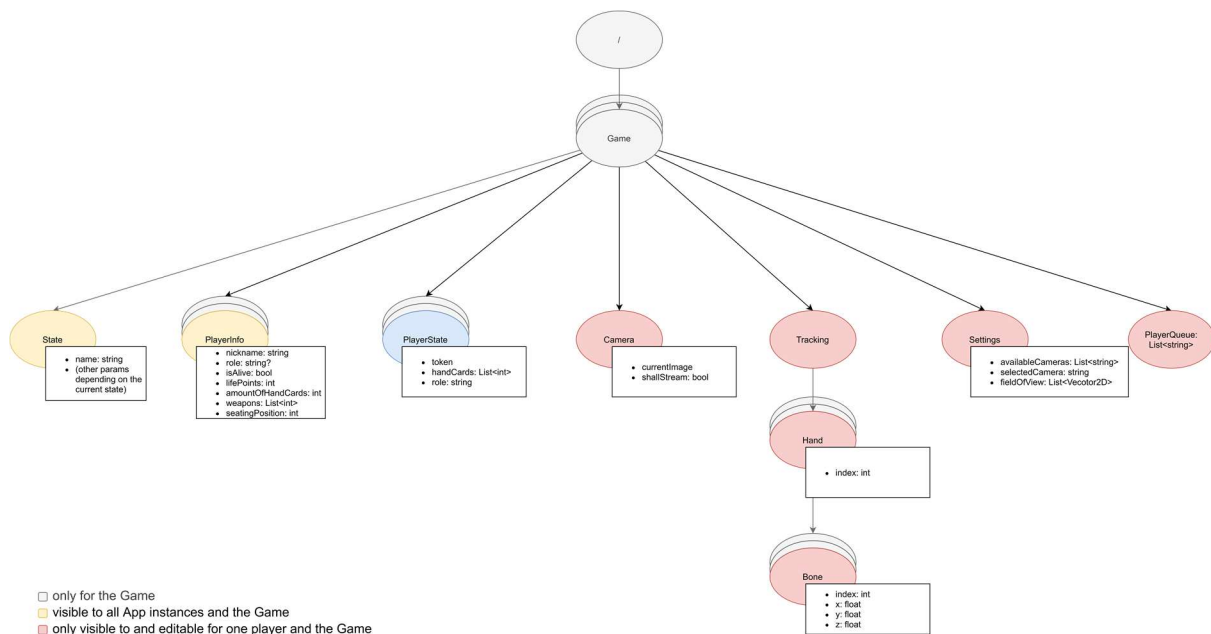 /
Game
State
• name: string
• (other params
depending on the
current state)
PlayerInfo
• nickname: string
• role: string?
• isAlive: bool
• lifePoints: int
• amountOfHandCards: int
• weapons: List<int>
• seatingPosition: int
PlayerState
• token
• handCards: List<int>
• role: string
Camera
• currentImage
• shallStream: bool
Tracking
Settings
• availableCameras: List<string>
• selectedCamera: string
• fieldOfView: List<Vecotor2D>
PlayerQueue:
List<string>
Hand
• index: int
Bone
• index: int
• x: float
• y: float
• z: float
only for the Game
visible to all App instances and the Game
only visible to and editable for one player and the Game